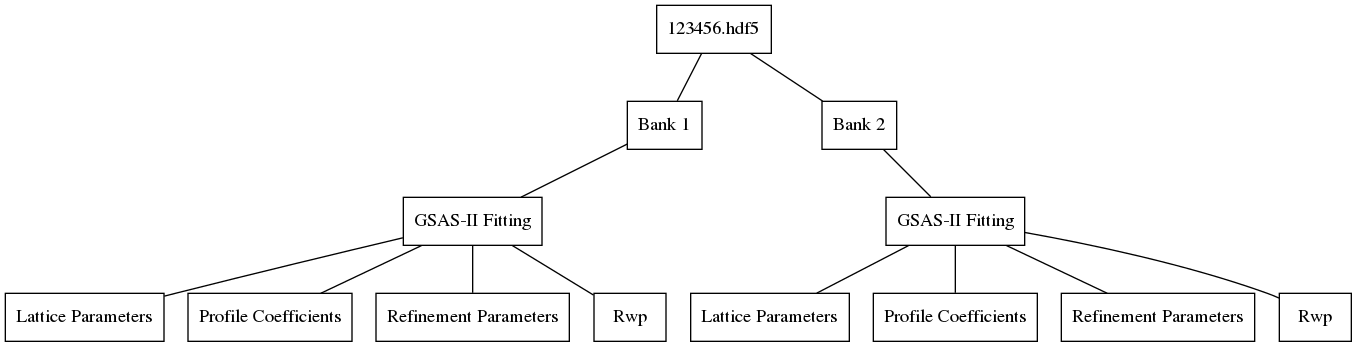 123456.hdf5
Bank 1
Bank 2
GSAS-II Fitting
GSAS-II Fitting
Lattice Parameters
Profile Coefficients
Refinement Parameters
Rwp
Lattice Parameters
Profile Coefficients
Refinement Parameters
Rwp